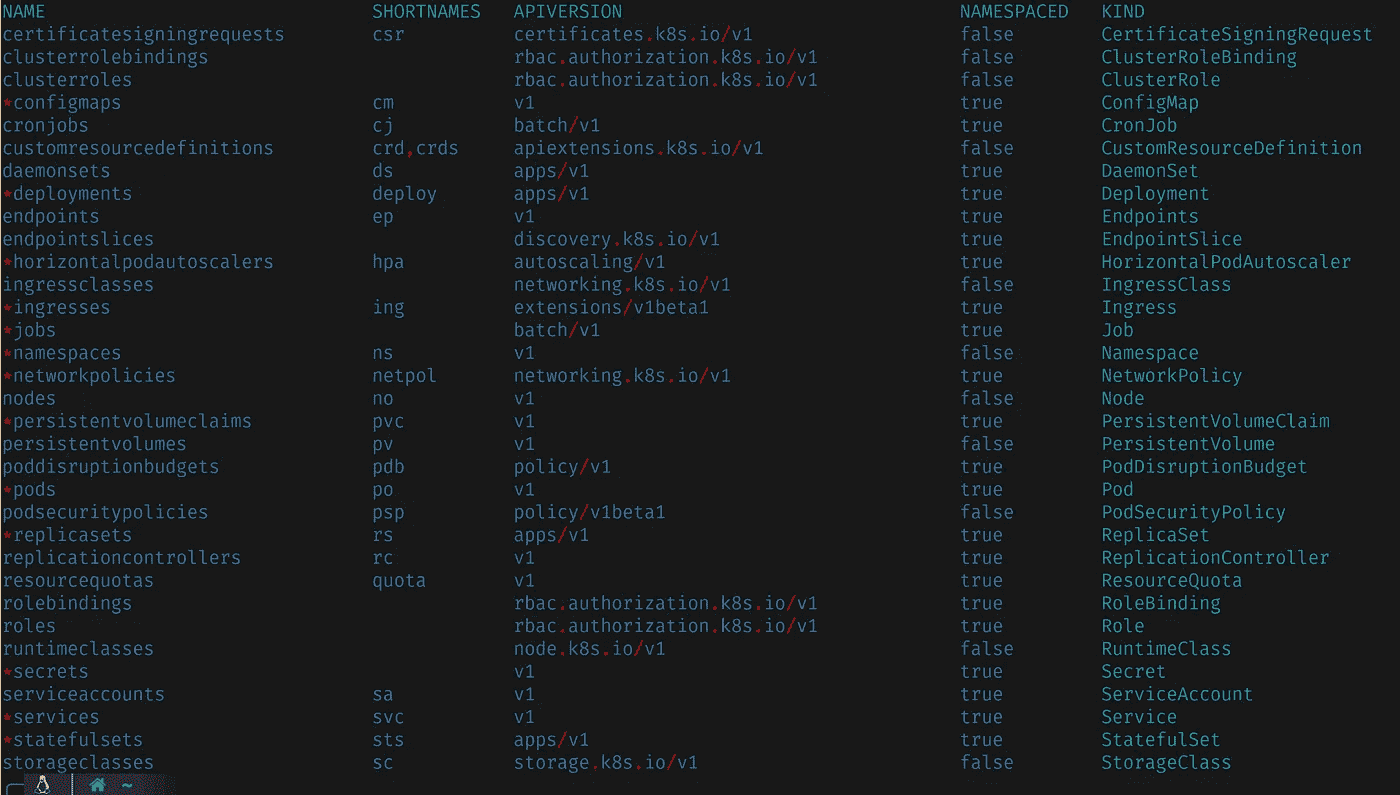 NAME SHORTNAMES APIVERSION NAMESPACED KIND
certificatesigningrequests csr certificates.k8s.io/v1 false CertificateSigningRequest
clusterrolebindings rbac.authorization.k8s.io/v1 false ClusterRoleBinding
clusterroles rbac.authorization.k8s.io/v1 false ClusterRole
*configmaps cm v1 true ConfigMap
cronjobs cj batch/v1 true CronJob
customresourcedefinitions crd,crds apiextensions.k8s.io/v1 false CustomResourceDefinition
daemonsets ds apps/v1 true DaemonSet
*deployments deploy apps/v1 true Deployment
endpoints ep v1 true Endpoints
endpointslices discovery.k8s.io/v1 true EndpointSlice
*horizontalpodautoscalers hpa autoscaling/v1 true HorizontalPodAutoscaler
ingressclasses networking.k8s.io/v1 false IngressClass
*ingresses ing extensions/v1beta1 true Ingress
*jobs batch/v1 true Job
*namespaces ns v1 false Namespace
*networkpolicies netpol networking.k8s.io/v1 true NetworkPolicy
nodes no v1 false Node
*persistentvolumeclaims pvc v1 true PersistentVolumeClaim
persistentvolumes pv v1 false PersistentVolume
poddisruptionbudgets pdb policy/v1 true PodDisruptionBudget
*pods po v1 true Pod
podsecuritypolicies psp policy/v1beta1 false PodSecurityPolicy
*replicasets rs apps/v1 true ReplicaSet
replicationcontrollers rc v1 true ReplicationController
resourcequotas quota v1 true ResourceQuota
rolebindings rbac.authorization.k8s.io/v1 true RoleBinding
roles rbac.authorization.k8s.io/v1 true Role
runtimeclasses node.k8s.io/v1 false RuntimeClass
*secrets v1 true Secret
serviceaccounts sa v1 true ServiceAccount
*services svc v1 true Service
*statefulsets sts apps/v1 true StatefulSet
storageclasses sc storage.k8s.io/v1 false StorageClass
~